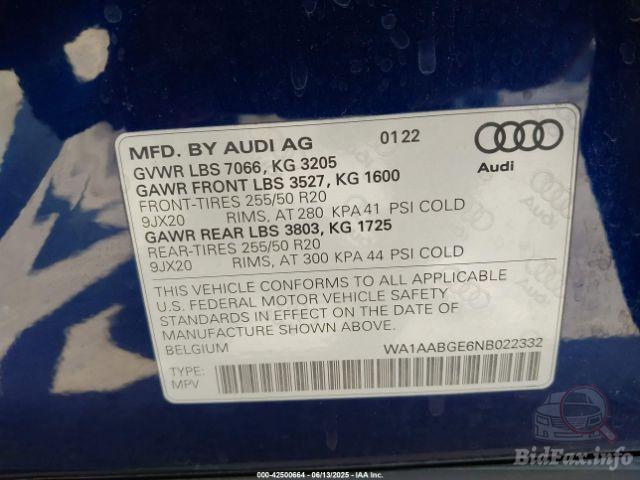 MFD. BY AUDI AG 01 22
GVWR LBS 7066, KG 3205
GAWR FRONT LBS 3527, KG 1600
FRONT-TIRES 255/50 R20
9JX20 RIMS, AT 280 KPA 41 PSI COLD
GAWR REAR LBS 3803, KG 1725
REAR-TIRES 255/50 R20
9JX20 RIMS, AT 300 KPA 44 PSI COLD
Audi
THIS VEHICLE CONFORMS TO ALL APPLICABLE
U.S. FEDERAL MOTOR VEHICLE SAFETY
STANDARDS IN EFFECT ON THE DATE OF
MANUFACTURE SHOWN ABOVE.
BELGIUM WA1AABGE6NB022332
TYPE:
MPV
Audi
BidFax.info
000-42500664 - 06/13/2025 - IAA Inc.